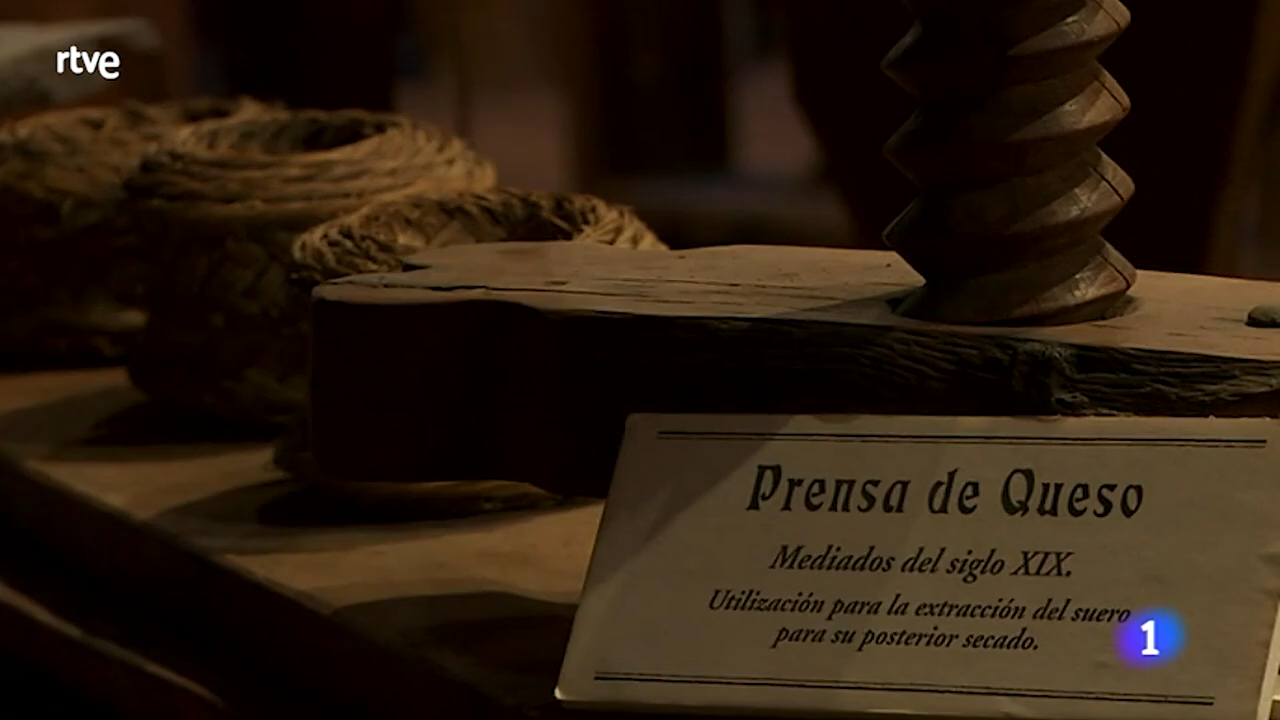 rtve
Prensa de Queso
Mediados del siglo XIX.
Utilización para la extracción del suero
para su posterior secado.
1